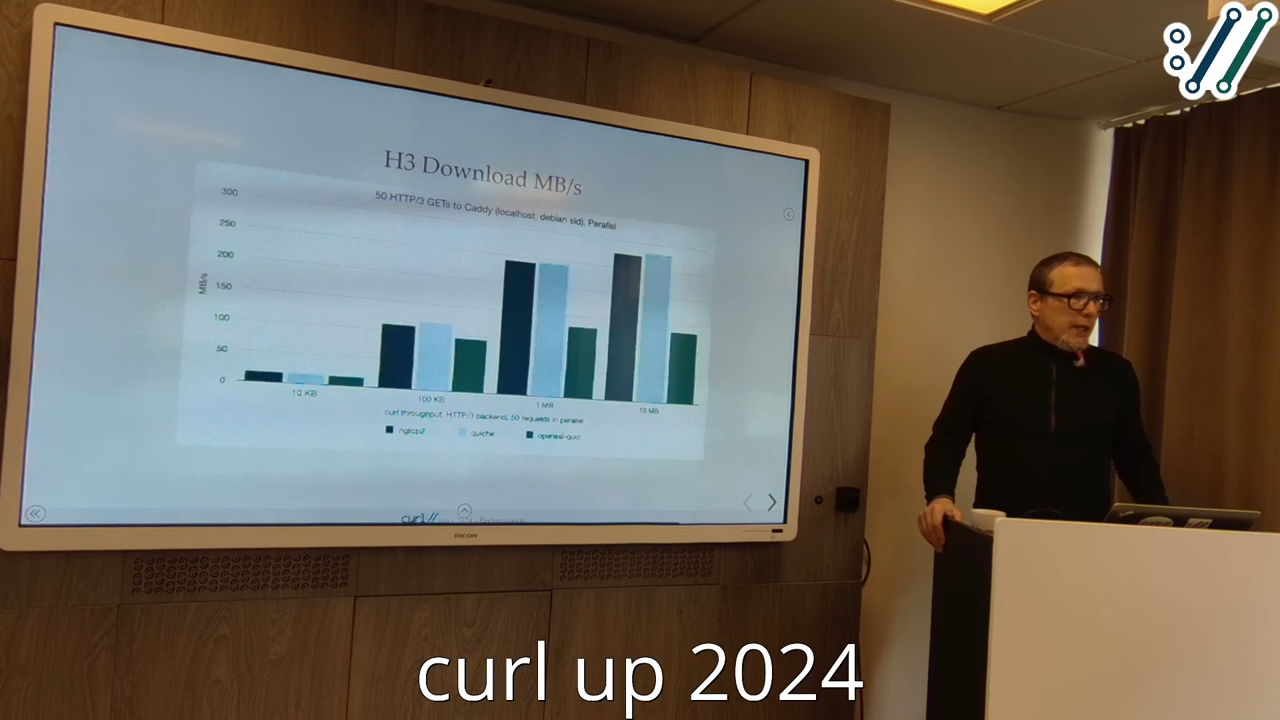 H3 Download MB/s
50 HTTP/3 GETs to Caddy (localhost, debian sid), Parallel
300
250
200
150
100
50
0
MB/s
10 KB
100 KB
1 MB
10 MB
curl throughput, HTTP/3 backend, 50 requests in parallel
ngtcp2 quiche openssl-quic
curl:// Performance
RICOH
curl up 2024